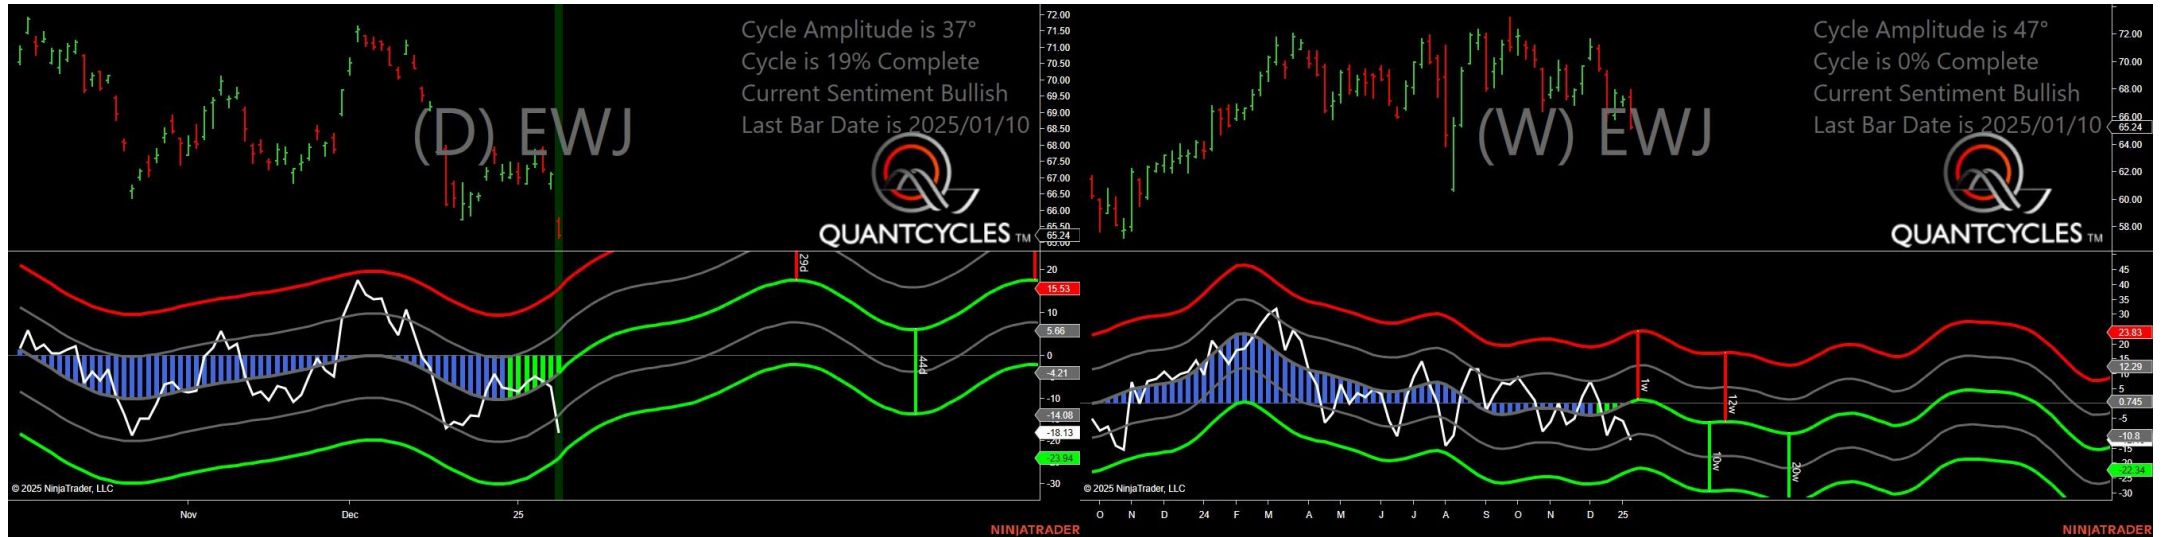 Cycle Amplitude is 37°
Cycle is 19% Complete
Current Sentiment Bullish
Last Bar Date is 2025/01/10
(D) EWJ
QUANTCYCLES TM
72.00
71.50
71.00
70.50
70.00
69.50
69.00
68.50
68.00
67.50
67.00
66.50
66.00
65.50
65.24
65.00
29d
44d
20
15.53
10
5.66
0
-4.21
-10
-14.08
-18.13
-20
-23.94
-30
© 2025 NinjaTrader, LLC
Nov
Dec
25
NINJATRADER
Cycle Amplitude is 47°
Cycle is 0% Complete
Current Sentiment Bullish
Last Bar Date is 2025/01/10
(W) EWJ
QUANTCYCLES TM
72.00
70.00
68.00
66.00
65.24
64.00
62.00
60.00
58.00
1w
12w
10w
20w
45
40
35
30
23.83
20
15
12.29
10
5
0.745
-5
-10.8
-15
-22.34
-25
-30
© 2025 NinjaTrader, LLC
O N D 24 F M A M J J A S O N D 25
NINJATRADER